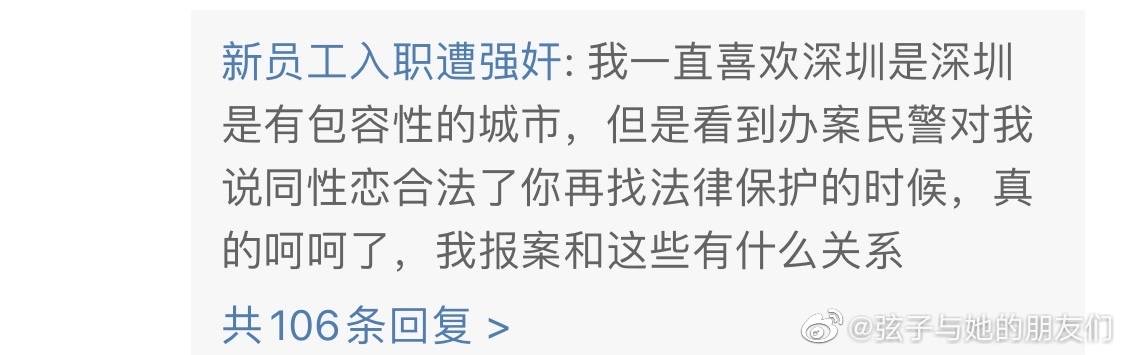 新员工入职遭强奸: 我一直喜欢深圳是深圳
是有包容性的城市，但是看到办案民警对我
说同性恋合法了你再找法律保护的时候，真
的呵呵了，我报案和这些有什么关系
共106条回复 >
@弦子与她的朋友们